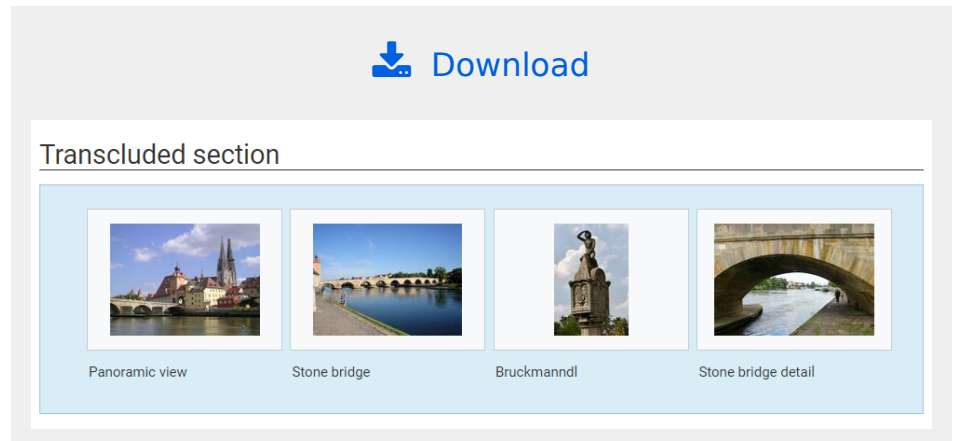 Download
Transcluded section
Panoramic view
Stone bridge
Bruckmanndl
Stone bridge detail